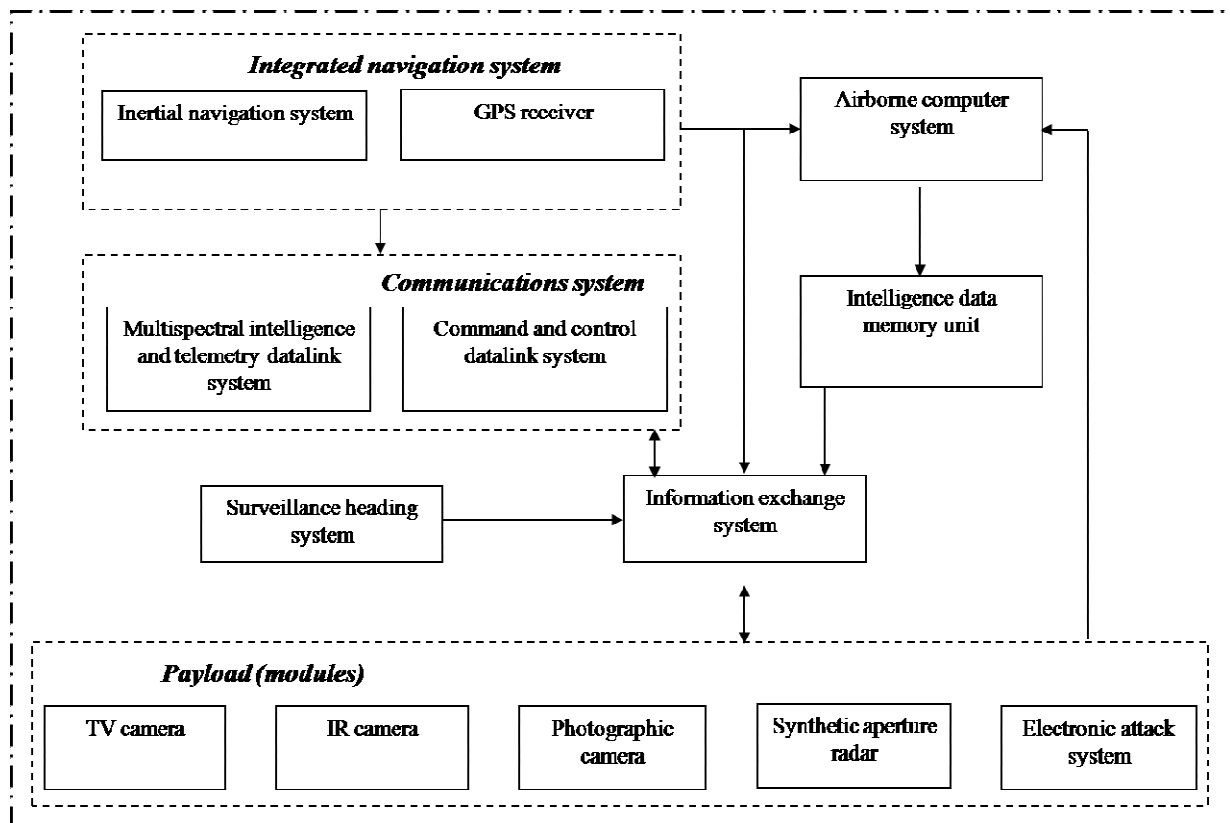 Integrated navigation system
Inertial navigation system
GPS receiver
Airborne computer
system
Communications system
Multispectral intelligence
and telemetry datalink
system
Command and control
datalink system
Intelligence data
memory unit
Surveillance heading
system
Information exchange
system
Payload (modules)
TV camera
IR camera
Photographic
camera
Synthetic aperture
radar
Electronic attack
system